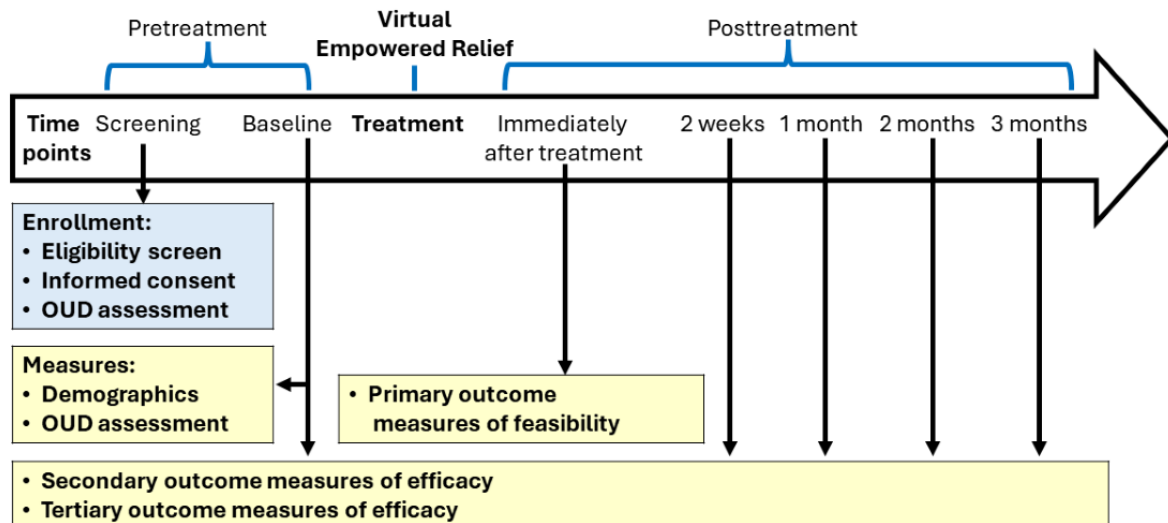 Pretreatment
Virtual
Empowered Relief
Posttreatment
Time
points
Screening
Baseline
Treatment
Immediately
after treatment
2 weeks
1 month
2 months
3 months
Enrollment:
• Eligibility screen
• Informed consent
• OUD assessment
Measures:
• Demographics
• OUD assessment
• Primary outcome
measures of feasibility
• Secondary outcome measures of efficacy
• Tertiary outcome measures of efficacy